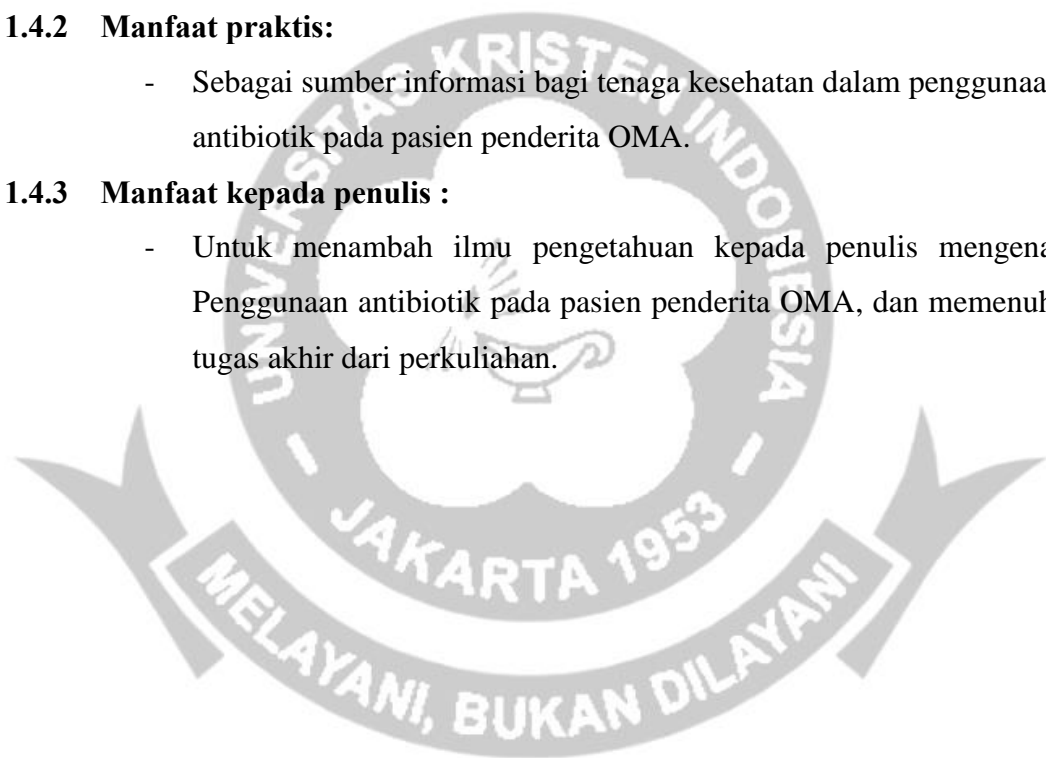 1.4.2 Manfaat praktis:
- Sebagai sumber informasi bagi tenaga kesehatan dalam penggunaa
antibiotik pada pasien penderita OMA.
1.4.3 Manfaat kepada penulis :
- Untuk menambah ilmu pengetahuan kepada penulis mengena
Penggunaan antibiotik pada pasien penderita OMA, dan memenuh
tugas akhir dari perkuliahan.
UNIVERSITAS KRISTEN INDONESIA
- JAKARTA 1953 -
MELAYANI, BUKAN DILAYANI